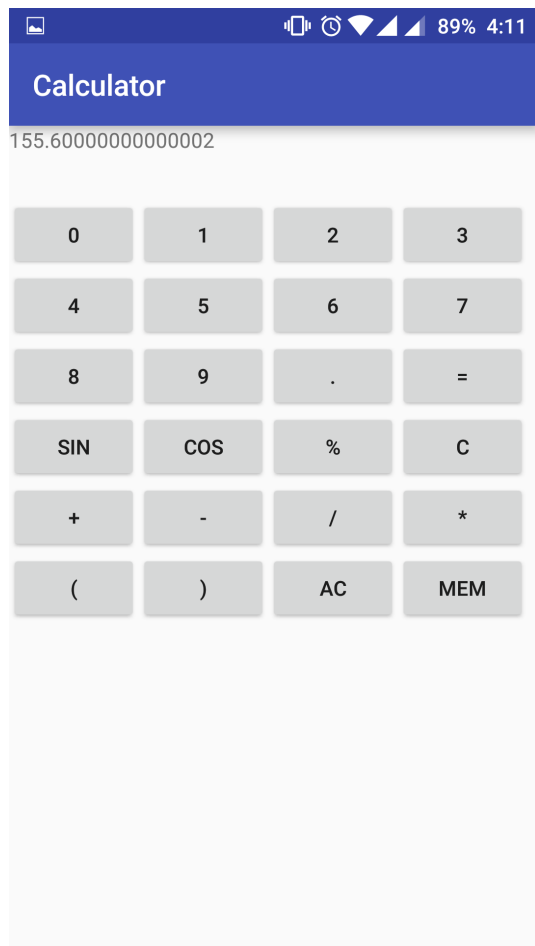 89% 4:11
Calculator
155.60000000000002
0 1 2 3
4 5 6 7
8 9 . =
SIN COS % C
+ - / *
( ) AC MEM